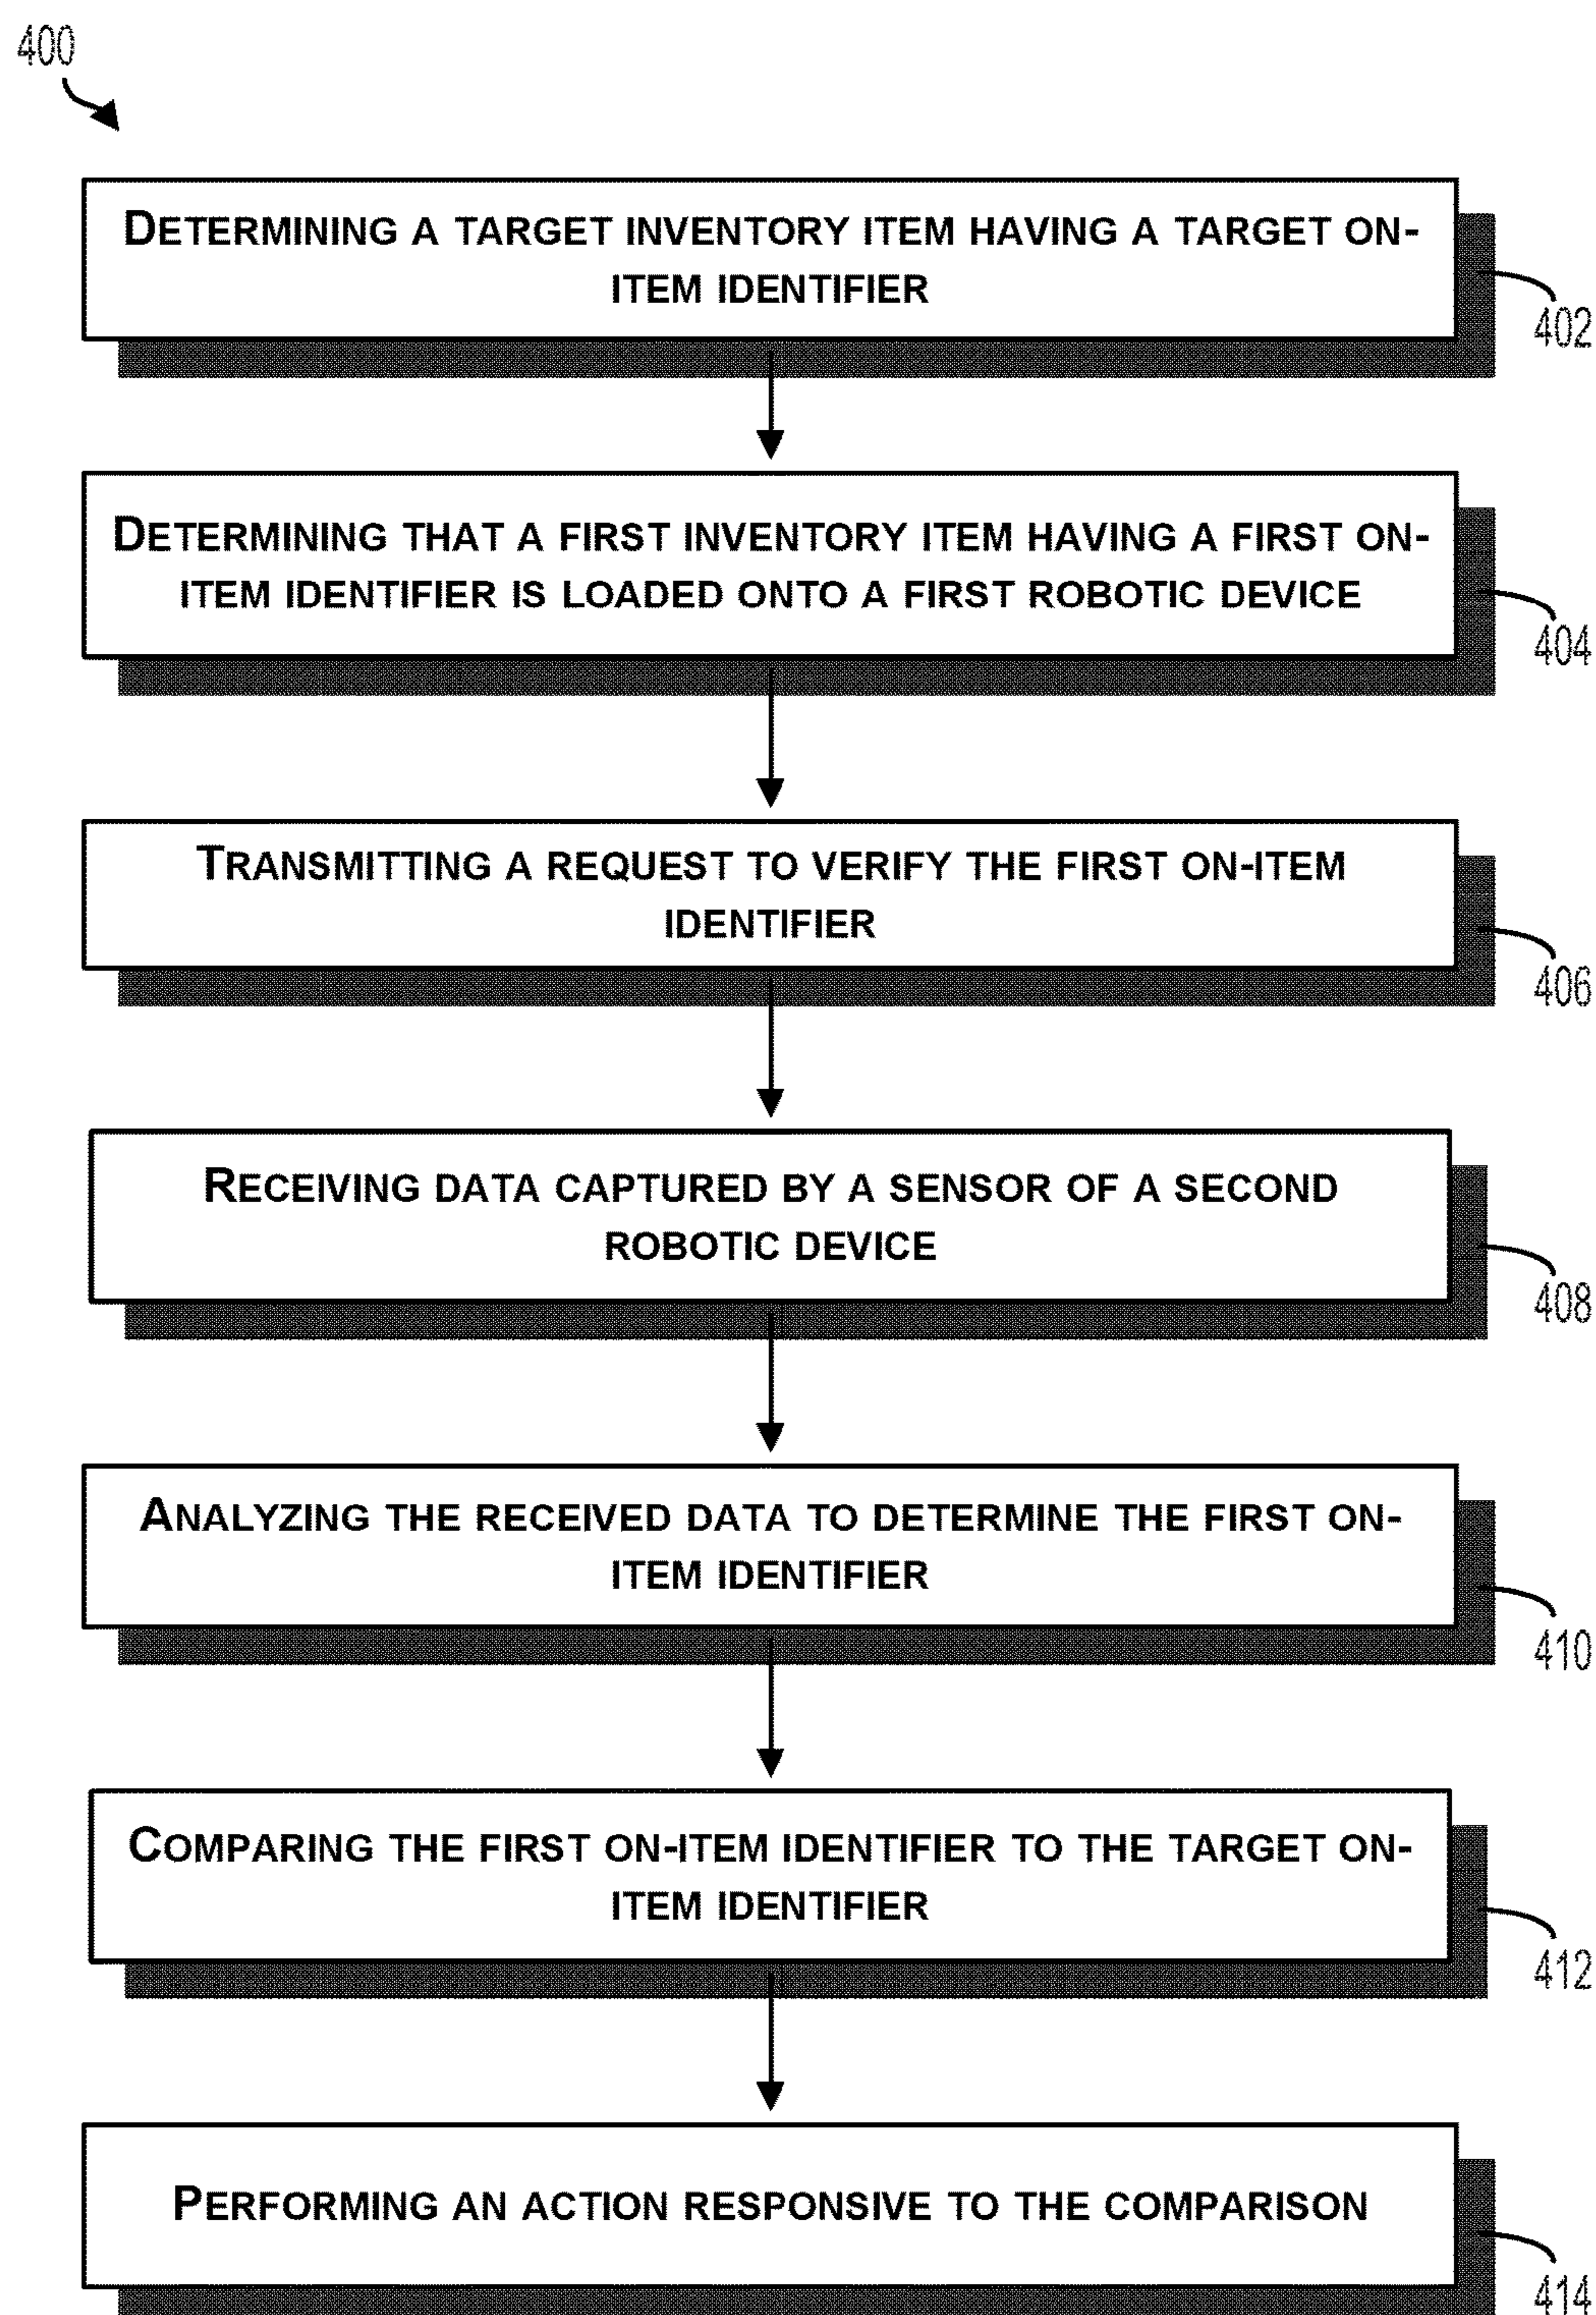 400
DETERMINING A TARGET INVENTORY ITEM HAVING A TARGET ON-
ITEM IDENTIFIER
402
DETERMINING THAT A FIRST INVENTORY ITEM HAVING A FIRST ON-
ITEM IDENTIFIER IS LOADED ONTO A FIRST ROBOTIC DEVICE
404
TRANSMITTING A REQUEST TO VERIFY THE FIRST ON-ITEM
IDENTIFIER
406
RECEIVING DATA CAPTURED BY A SENSOR OF A SECOND
ROBOTIC DEVICE
408
ANALYZING THE RECEIVED DATA TO DETERMINE THE FIRST ON-
ITEM IDENTIFIER
410
COMPARING THE FIRST ON-ITEM IDENTIFIER TO THE TARGET ON-
ITEM IDENTIFIER
412
PERFORMING AN ACTION RESPONSIVE TO THE COMPARISON
414